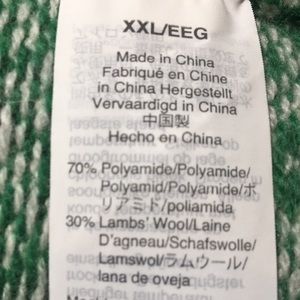 XXL/EEG
Made in China
Fabriqué en Chine
in China Hergestellt
Vervaardigd in China
中国製
Hecho en China
70% Polyamide/Polyamide/
Polyamid/Polyamide/ポ
リアミド/poliamida
30% Lambs' Wool/Laine
D'agneau/Schafswolle/
Lamswol/ラムウール/
lana de oveja